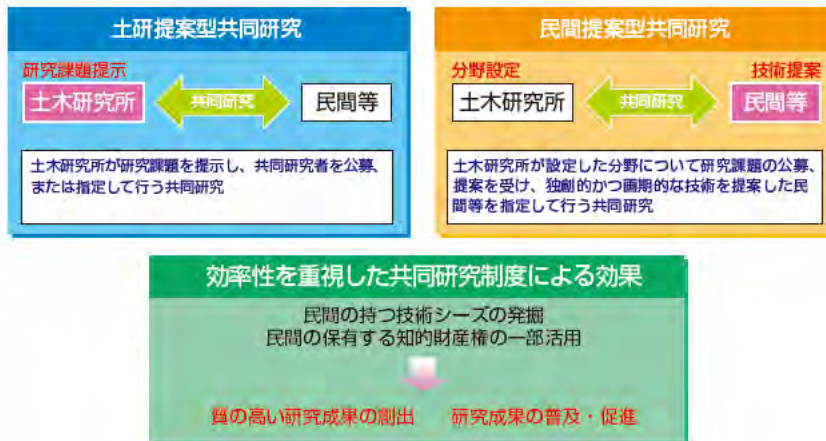 土研提案型共同研究
研究課題提示
土木研究所
共同研究
民間等
土木研究所が研究課題を提示し、共同研究者を公募、
または指定して行う共同研究
民間提案型共同研究
分野設定
技術提案
土木研究所
共同研究
民間等
土木研究所が設定した分野について研究課題の公募、
提案を受け、独創的かつ画期的な技術を提案した民
間等を指定して行う共同研究
効率性を重視した共同研究制度による効果
民間の持つ技術シーズの発掘
民間の保有する知的財産権の一部活用
質の高い研究成果の創出
研究成果の普及・促進